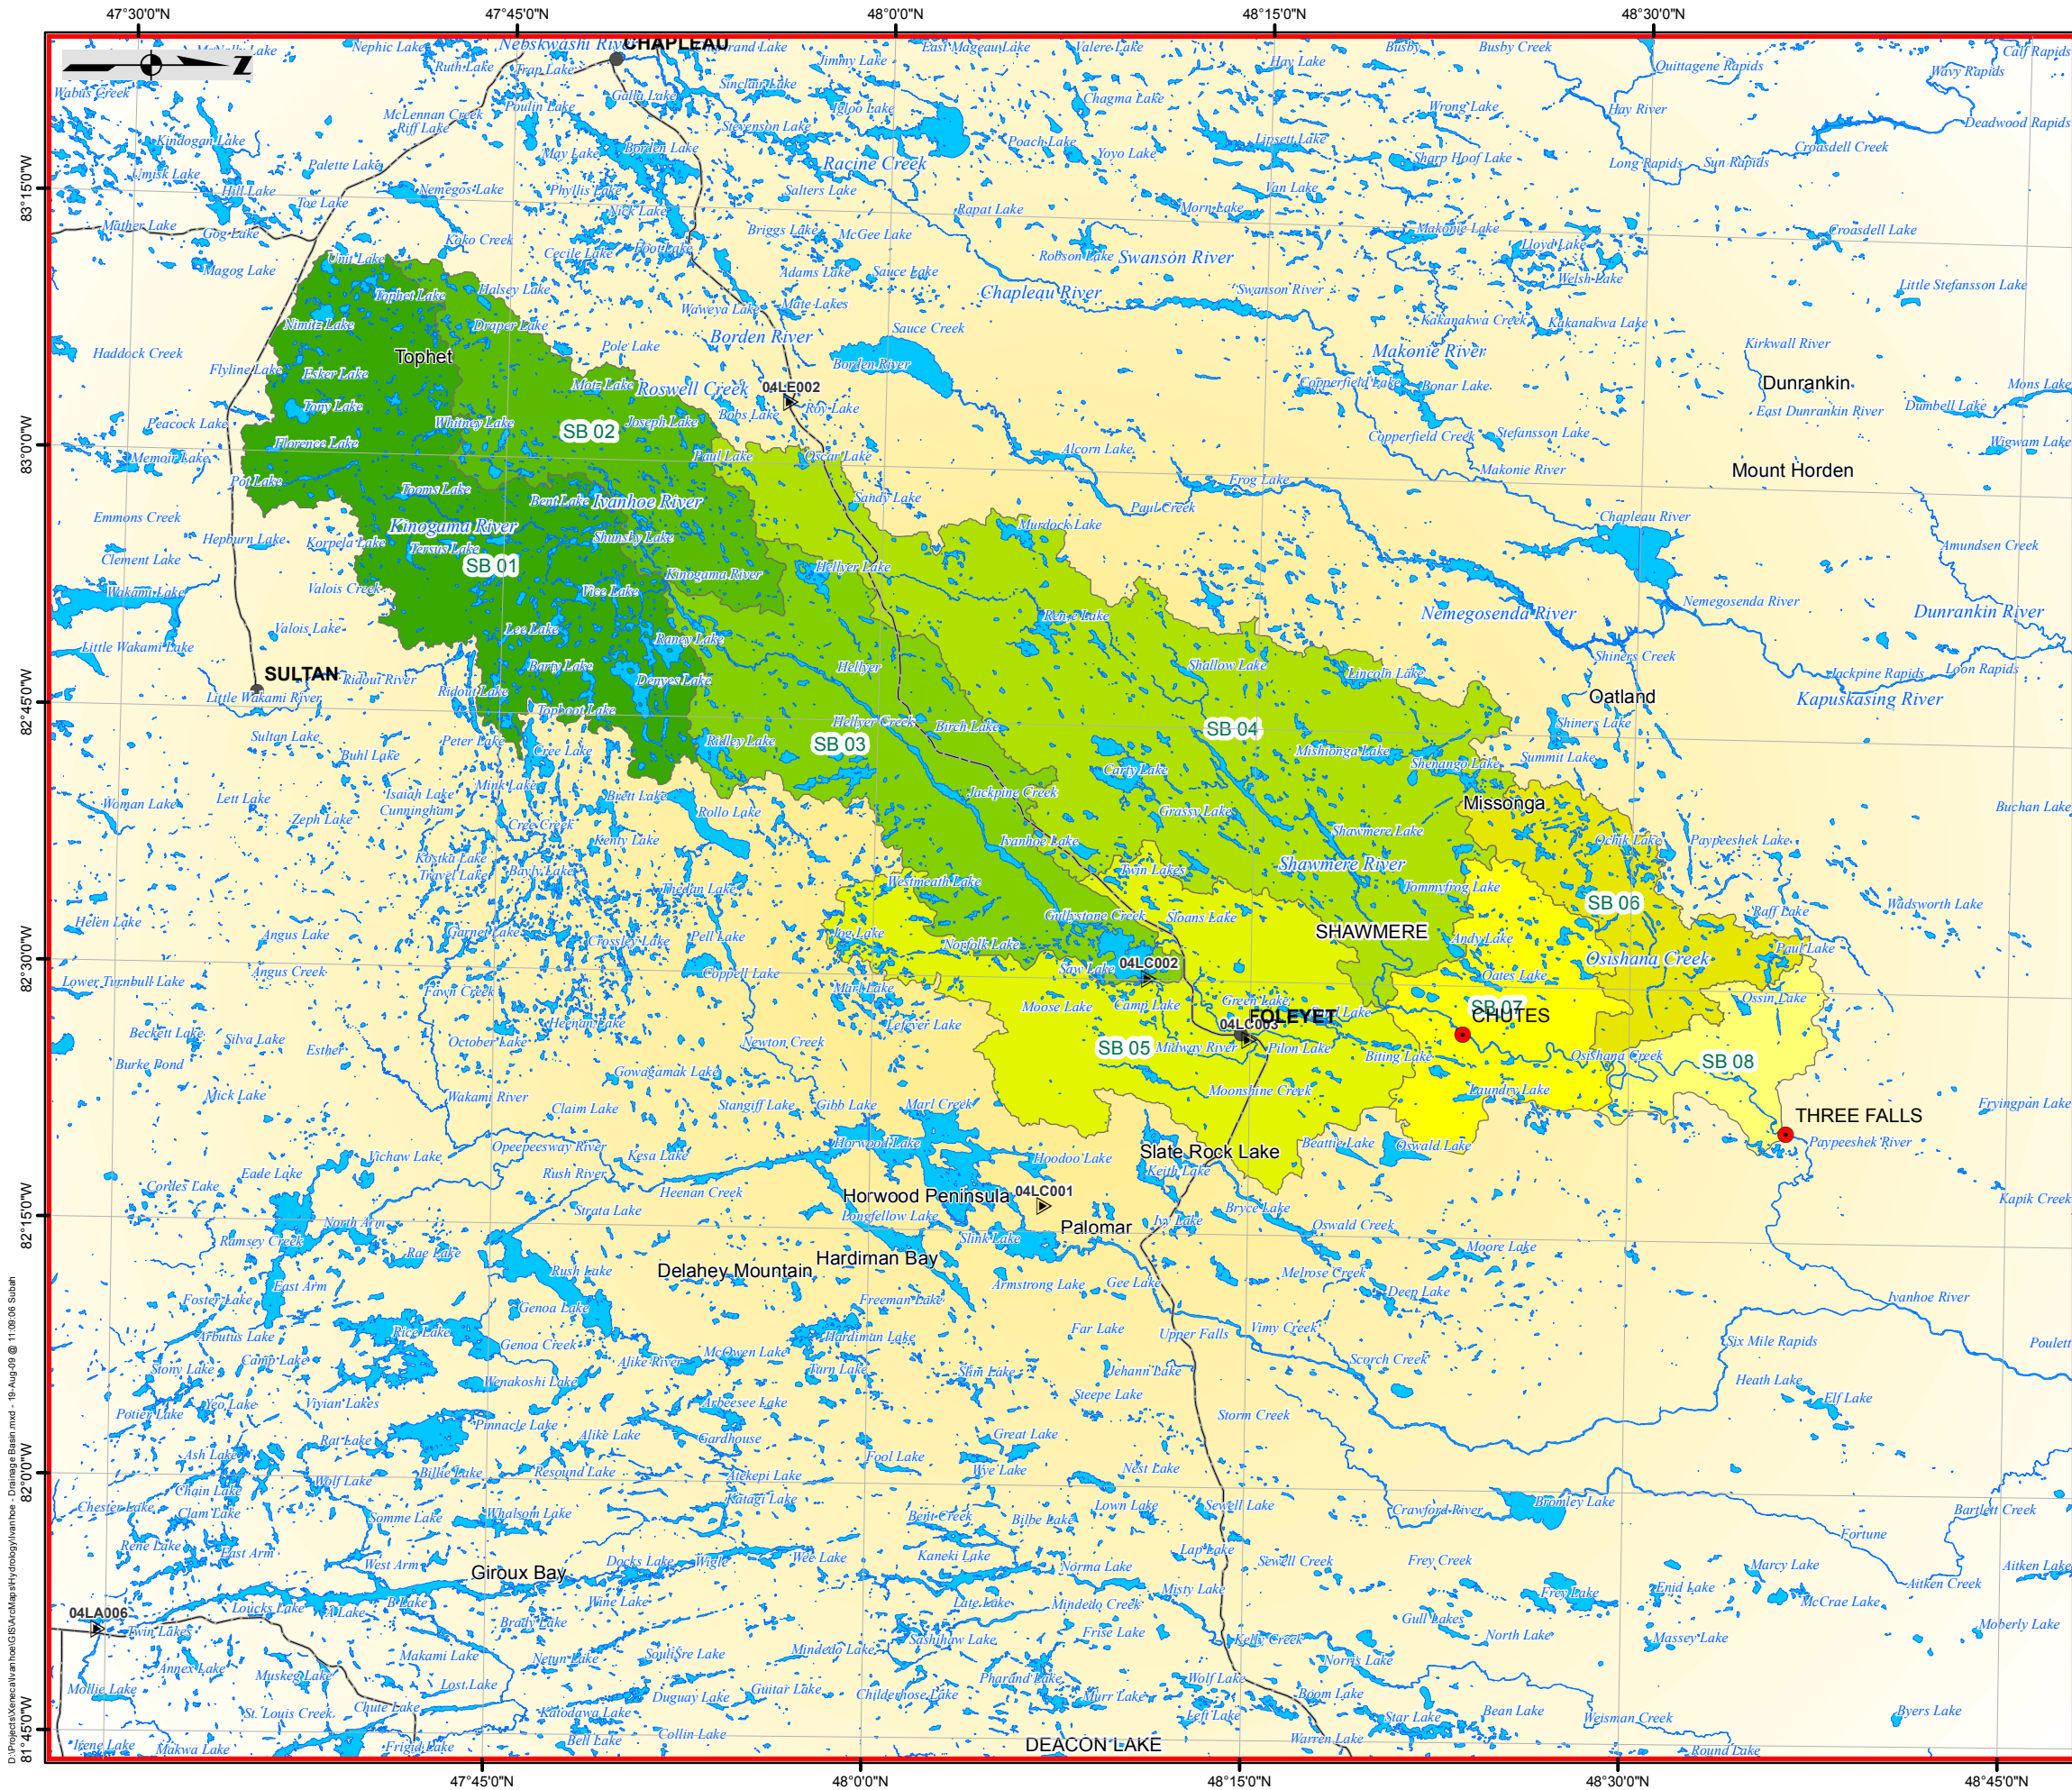 47°30'0"N 47°45'0"N 48°0'0"N 48°15'0"N 48°30'0"N
McNally Lake Nephic Lake Nebskwashi River CHAPLEAU Strand Lake East Mageau Lake Valere Lake Busby Busby Creek Calf Rapids
Z Ruth Lake Trap Lake Jimmy Lake Hay Lake Quittagene Rapids Wavy Rapids
Wabus Creek Galla Lake Sinclair Lake Chagma Lake
McLennan Creek Poulin Lake Igloo Lake Wrong Lake Hay River
Riff Lake Stevenson Lake Deadwood Rapids
Kindogan Lake May Lake Borden Lake Poach Lake Lipsett Lake Croasdell Creek
Umisk Lake Palette Lake Racine Creek Yoyo Lake Sharp Hoof Lake Long Rapids Sun Rapids
83°15'0"W Hill Lake Nemegos Lake Phyllis Lake Salters Lake Van Lake
Toe Lake Nick Lake Rapat Lake Morn Lake
Mather Lake Gog Lake Koko Creek Briggs Lake McGee Lake Makonie Lake Croasdell Lake
Cecile Lake Foot Lake Robson Lake Swanson River Lloyd Lake
Magog Lake Unit Lake Adams Lake Sauce Lake Welsh Lake
Tophet Lake Halsey Lake Mate Lakes Chapleau River Swanson River Little Stefansson Lake
Nimitz Lake Draper Lake Waweya Lake Sauce Creek Kakanakwa Creek Kakanakwa Lake
Haddock Creek Tophet Pole Lake Borden River Borden River Makonie River Kirkwall River
Flyline Lake Esker Lake Motz Lake Roswell Creek 04LE002 Copperfield Lake Bonar Lake Dunrankin Mons Lake
Peacock Lake Tony Lake Whitney Lake SB 02 Joseph Lake Bobs Lake Roy Lake East Dunrankin River Dumbell Lake
83°0'0"W Florence Lake Copperfield Creek Stefansson Lake Wigwam Lake
Memoir Lake Paul Lake Oscar Lake Alcorn Lake Makonie River Mount Horden
Pot Lake Tooms Lake Bent Lake Ivanhoe River Sandy Lake Frog Lake
Emmons Creek Kinogama River Murdock Lake Paul Creek Chapleau River
Hepburn Lake Korpela Lake Tersus Lake Shunsby Lake Amundsen Creek
Clement Lake SB 01 Kinogama River Hellyer Lake
Wakami Lake Valois Creek Vice Lake Renye Lake Nemegosenda River Nemegosenda River Dunrankin River
Valois Lake Lee Lake Raney Lake
Little Wakami Lake Barty Lake Hellyer Shallow Lake Lincoln Lake Shiners Creek Jackpine Rapids Loon Rapids
SULTAN Ridout River Ridout Lake Denyes Lake Oatland Kapuskasing River
82°45'0"W Little Wakami River Tophoot Lake Hellyer Creek Birch Lake SB 04 Shiners Lake
Sultan Lake Peter Lake Cree Lake Ridley Lake SB 03 Mishionga Lake Summit Lake
Buhl Lake Mink Lake Carty Lake Shenango Lake
Woman Lake Lett Lake Isaiah Lake Brett Lake Rollo Lake Jackpine Creek Grassy Lake Missonga Buchan Lake
Zeph Lake Cunningham Cree Creek Kenty Lake Ivanhoe Lake Shawmere Lake Ochik Lake Paypeeshek Lake
Kostka Lake Bayly Lake Twin Lakes Shawmere River
Travel Lake Thedan Lake Westmeath Lake Tommyfrog Lake SB 06
Helen Lake Angus Lake Garnet Lake Crossley Lake Pell Lake Jog Lake Gullystone Creek Sloans Lake SHAWMERE Andy Lake Raff Lake Wadsworth Lake
82°30'0"W Norfolk Lake Osishana Creek Paul Lake
Lower Turnbull Lake Angus Creek Coppell Lake Saw Lake 04LC002 Oates Lake
Fawn Creek Marl Lake Moose Lake Camp Lake Green Lake SB 07 Ossin Lake
Beckett Lake Silva Lake Heenan Lake Lefever Lake 04LC003 FOLEYET CHUTES
Burke Pond Esther October Lake Newton Creek SB 05 Midway River Pilon Lake Biting Lake Osishana Creek SB 08
Mick Lake Gowagamak Lake Moonshine Creek Laundry Lake
Wakami River Claim Lake Stangiff Lake Gibb Lake Marl Creek THREE FALLS Fryingpan Lake
Vichaw Lake Opeepeesway River Kesa Lake Horwood Lake Hoodoo Lake Slate Rock Lake Beattie Lake Oswald Lake Paypeeshek River
Eade Lake Rush River Keith Lake
Cordes Lake Heenan Creek Horwood Peninsula 04LC001 Kapik Creek
82°15'0"W North Arm Strata Lake Longfellow Lake Palomar Ivy Lake Bryce Lake Oswald Creek
Ramsey Creek Rae Lake Slink Lake Moore Lake
East Arm Rush Lake Delahey Mountain Hardiman Bay Armstrong Lake Gee Lake Melrose Creek Deep Lake
Foster Lake Genoa Lake Freeman Lake Ivanhoe River
Arbutus Lake Rice Lake Genoa Creek Hardiman Lake Far Lake Upper Falls Vimy Creek Six Mile Rapids Poulett
Stony Lake Camp Lake Alike River McOwen Lake Turn Lake Slim Lake Jehann Lake Scorch Creek
Yeo Lake Vivian Lakes Wenakoshi Lake Arbeesee Lake Steepe Lake Heath Lake Elf Lake
Potier Lake Pinnacle Lake Storm Creek
Ash Lake Rat Lake Alike Lake Gardhouse Great Lake
82°0'0"W Wolf Lake Billie Lake Resound Lake Atekepi Lake Fool Lake Wye Lake Nest Lake
Chain Lake Katagi Lake
Chester Lake Clam Lake Somme Lake Whalsom Lake Bent Creek Bilbe Lake Lown Lake Sewell Lake Crawford River Bromley Lake Bartlett Creek
Rene Lake East Arm West Arm Docks Lake Wigle Wee Lake Kaneki Lake Norma Lake Lap Lake Sewell Creek Frey Creek Fortune
Giroux Bay Marcy Lake Aitken Lake
04LA006 Loucks Lake A Lake B Lake Wine Lake Late Lake Mindedo Creek Misty Lake Frey Lake Enid Lake McCrae Lake Aitken Creek
Twin Lakes Brady Lake Sashihaw Lake Frise Lake Kelly Creek Gull Lakes North Lake Massey Lake Moberly Lake
Annex Lake Muskeg Lake Makami Lake Netun Lake Mindedo Lake Pharand Lake Wolf Lake Norris Lake
Mollie Lake Lost Lake Duguay Lake Guitar Lake Childerhose Lake Murr Lake Boom Lake
St. Louis Creek Chute Lake Katodawa Lake Left Lake Star Lake Bean Lake Weisman Creek Byers Lake
81°45'0"W Irene Lake Makwa Lake Frigid Lake Bell Lake Collin Lake DEACON LAKE Warren Lake Round Lake
47°45'0"N 48°0'0"N 48°15'0"N 48°30'0"N 48°45'0"N